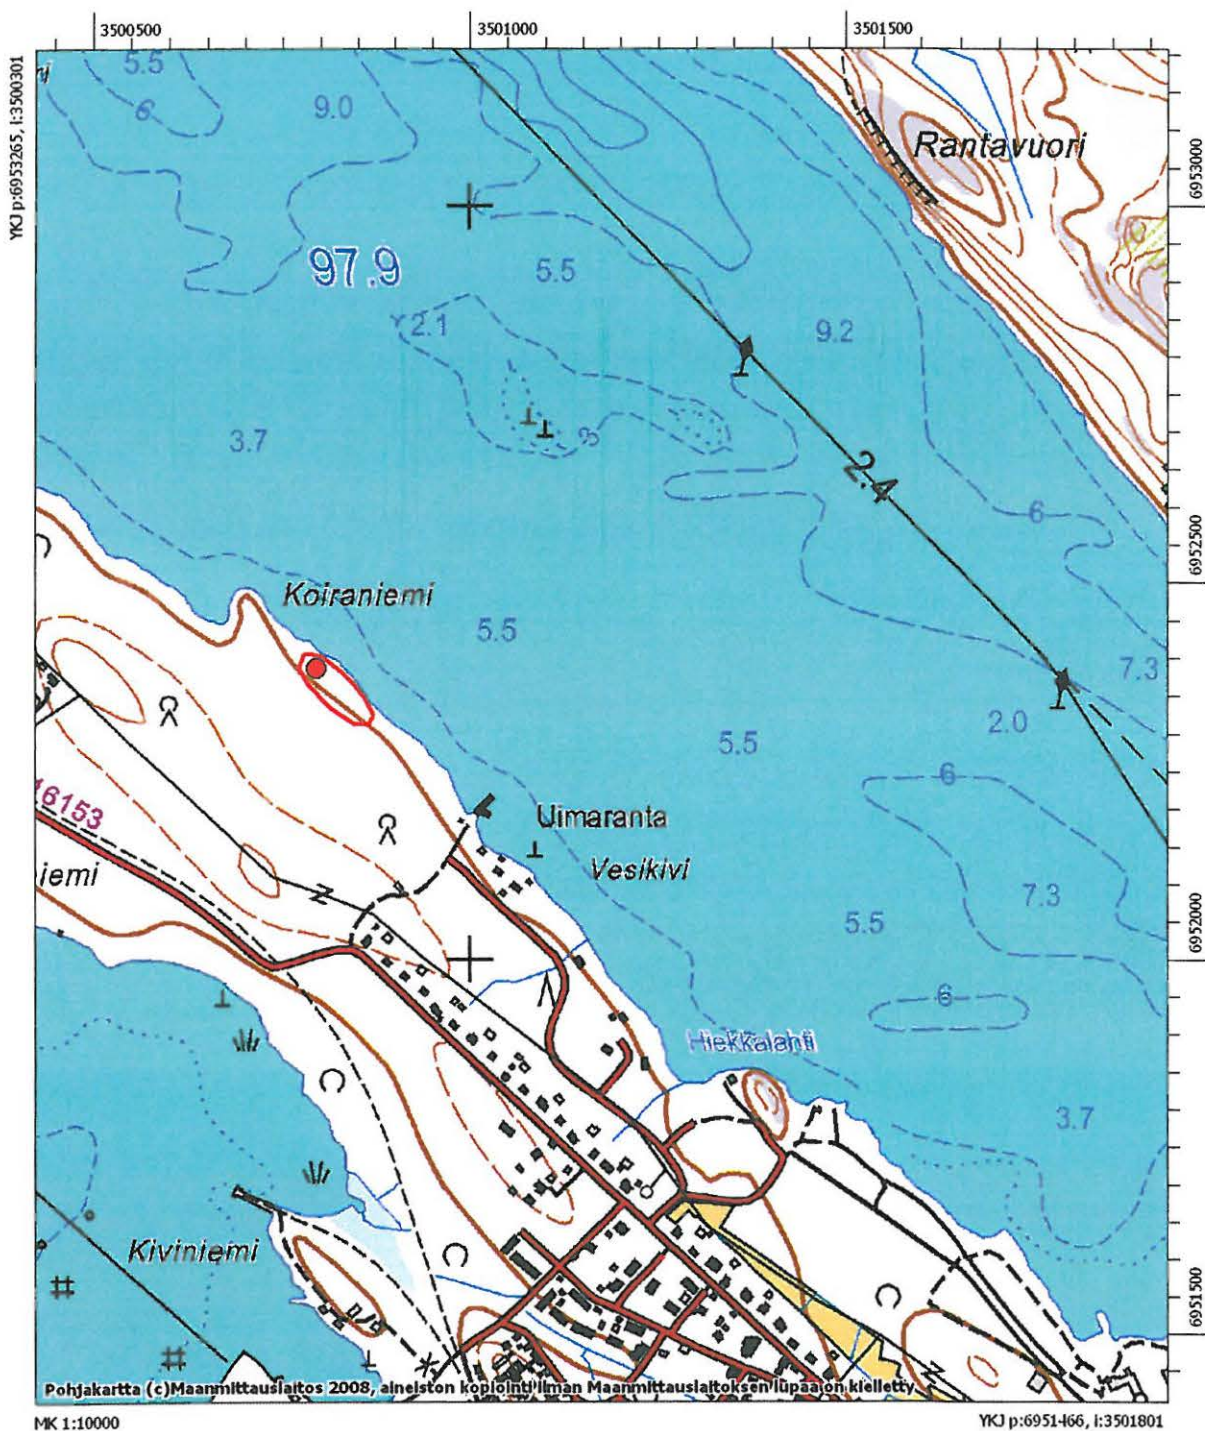 3500500
3501000
3501500
YKJ p:6953265, I:3500301
5.5
6
9.0
Rantavuori
6953000
97.9
5.5
2.1
9.2
3.7
3
2.4
6
6952500
Koiraniemi
5.5
7.3
2.0
5.5
6
16153
Uimaranta
Vesikivi
iemi
7.3
5.5
6952000
6
Hiekkalahti
3.7
Kiviniemi
6951500
Pohjakartta (c)Maanmittauslaitos 2008, aineiston kopiointi ilman Maanmittauslaitoksen lupaa on kielletty
MK 1:10000
YKJ p:6951466, I:3501801